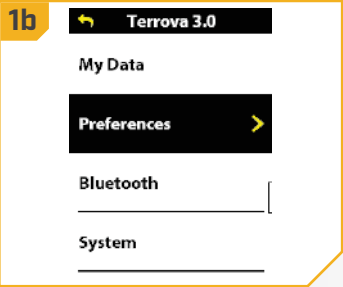 1b
Terrova 3.0
My Data
Preferences
Bluetooth
System